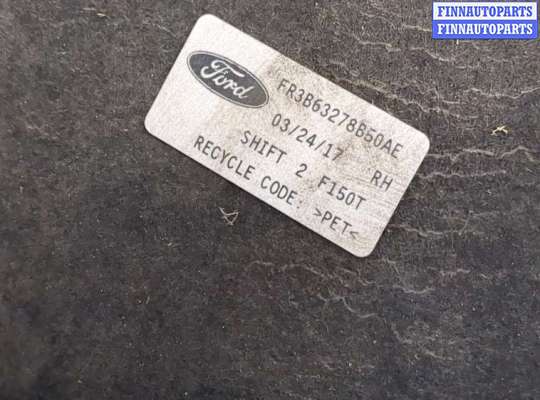 FINNAUTOPARTS
FINNAUTOPARTS
Ford
FR3B63278B50AE
03/24/17 RH
SHIFT 2 F150T
RECYCLE CODE: >PET<